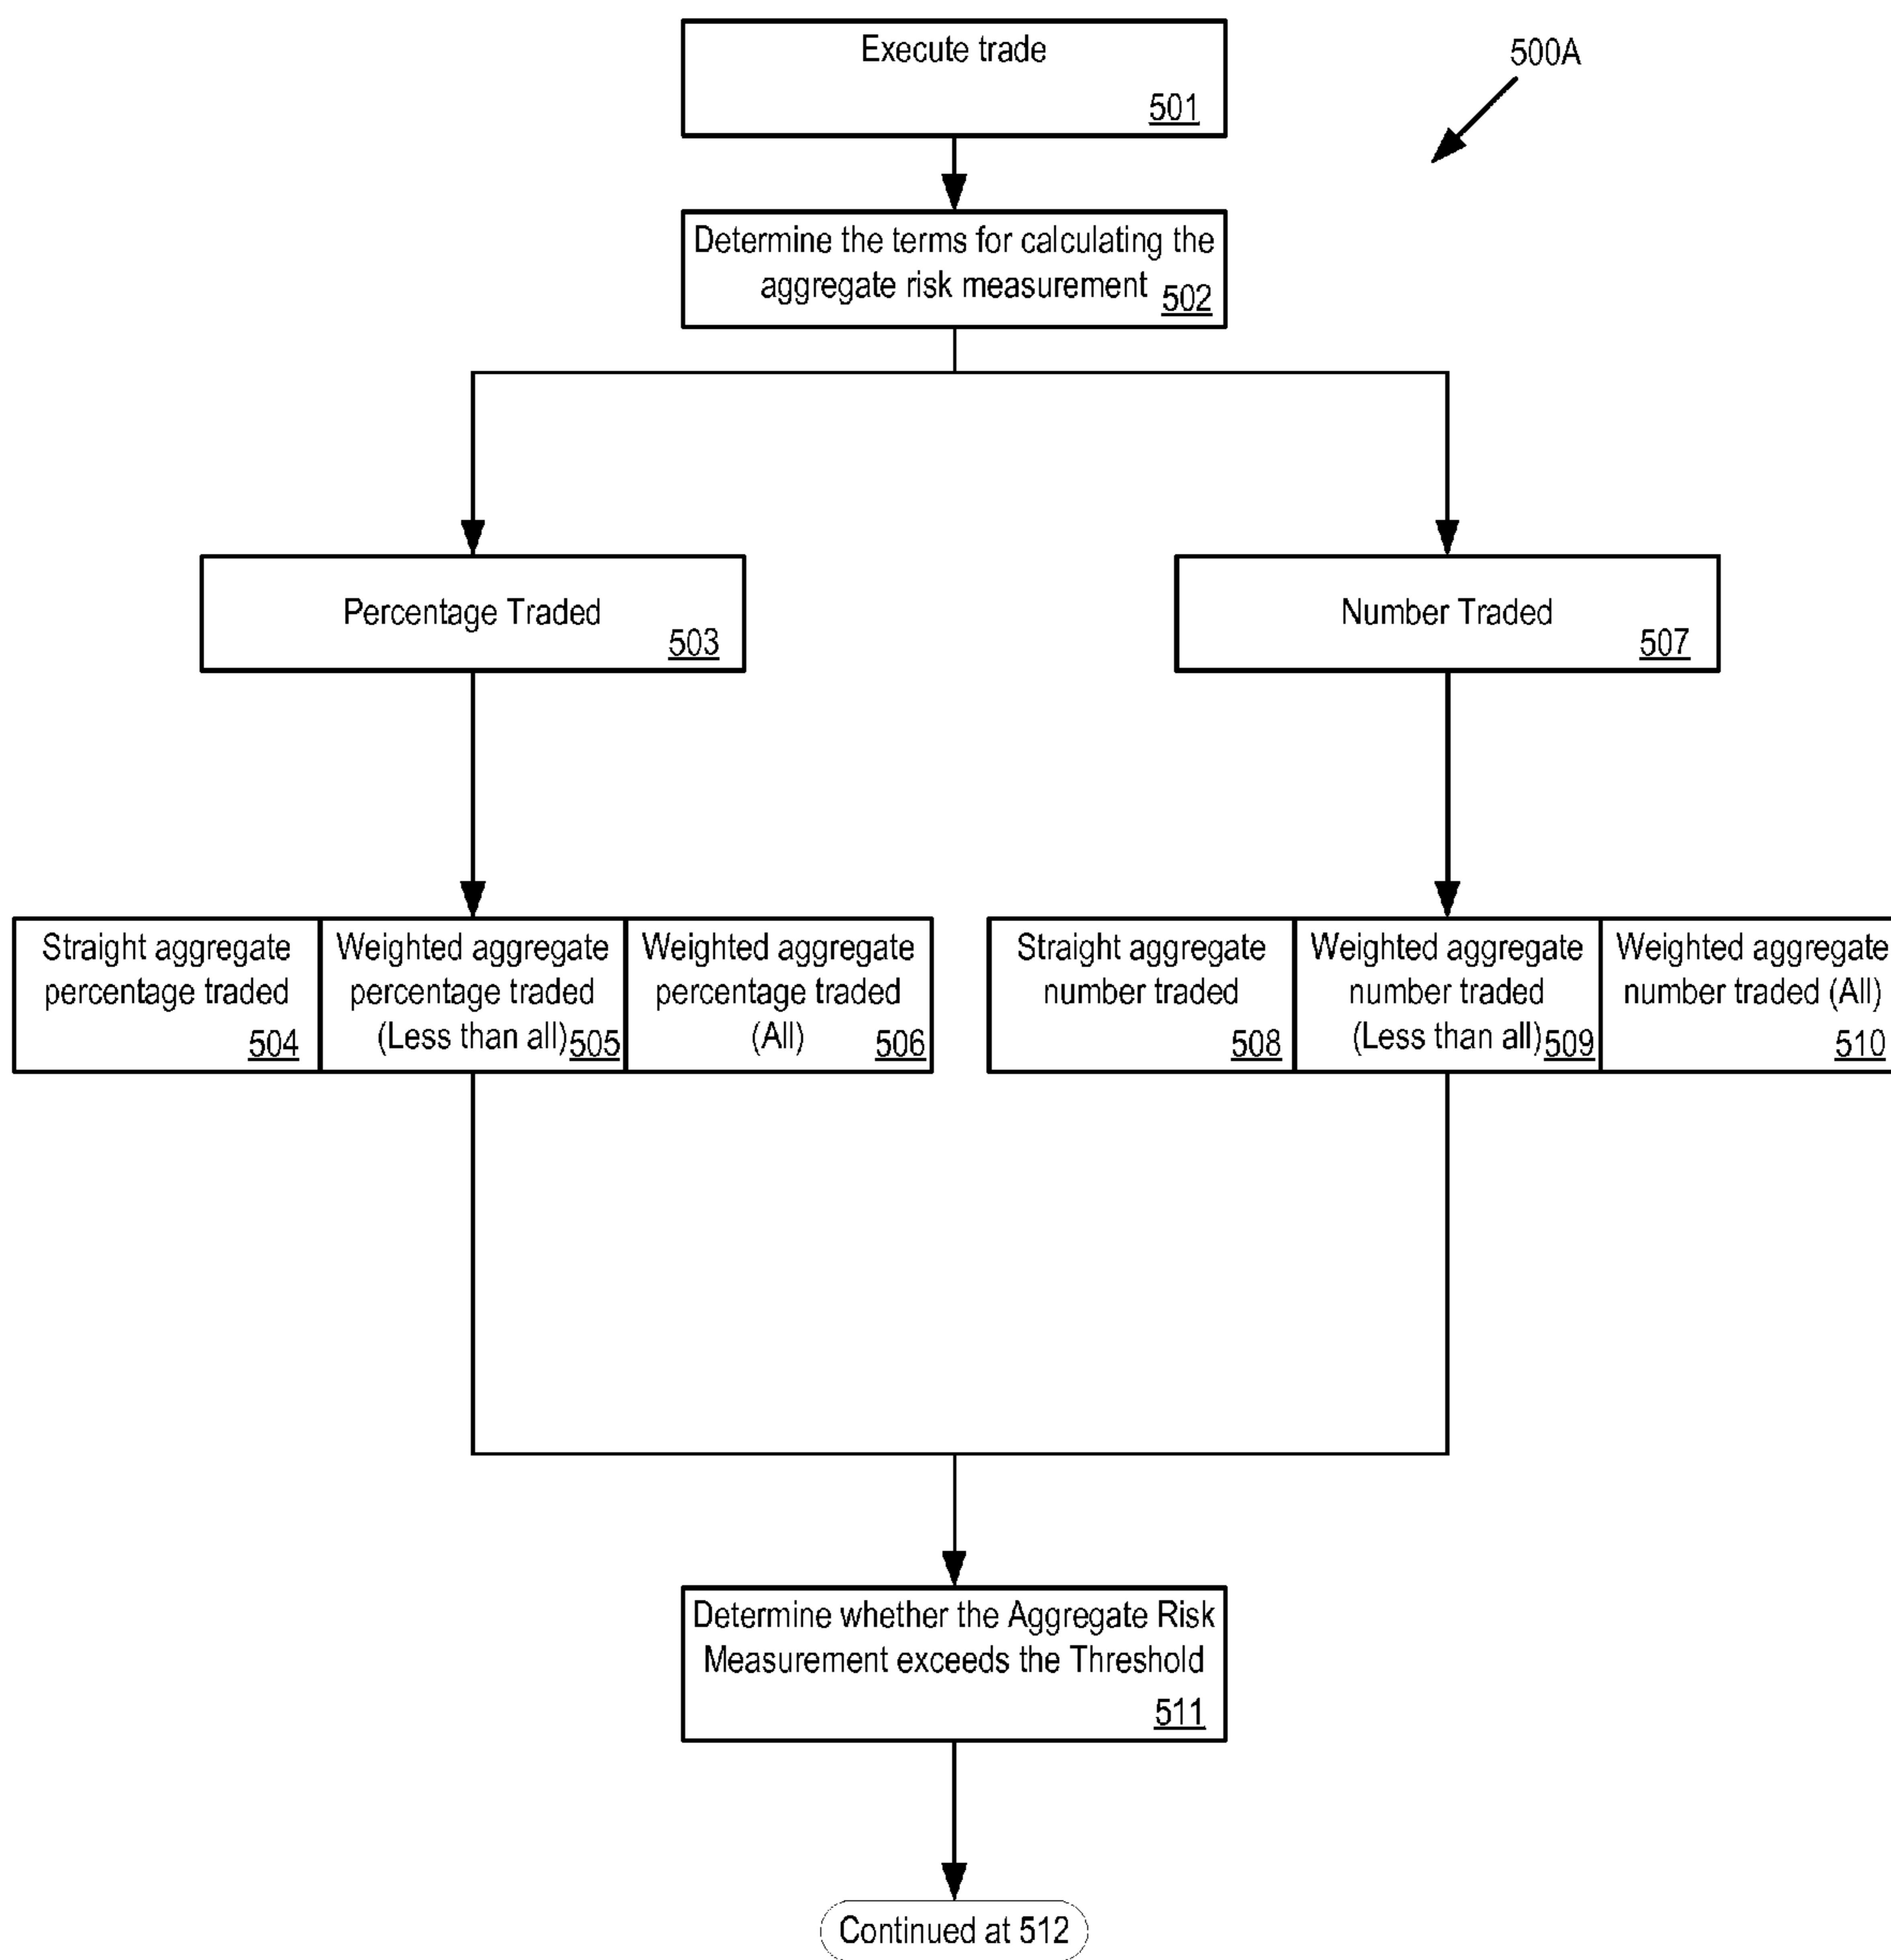 Execute trade
501
500A
Determine the terms for calculating the
aggregate risk measurement 502
Percentage Traded
503
Number Traded
507
Straight aggregate
percentage traded
504
Weighted aggregate
percentage traded
(Less than all) 505
Weighted aggregate
percentage traded
(All) 506
Straight aggregate
number traded
508
Weighted aggregate
number traded
(Less than all) 509
Weighted aggregate
number traded (All)
510
Determine whether the Aggregate Risk
Measurement exceeds the Threshold
511
Continued at 512